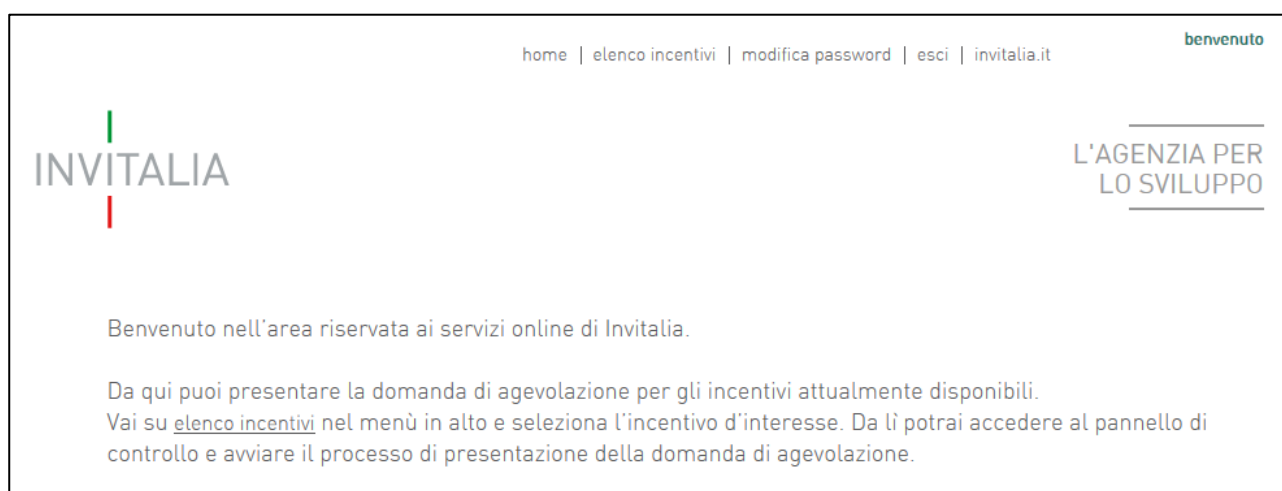 benvenuto
home | elenco incentivi | modifica password | esci | invitalia.it
INVITALIA
L'AGENZIA PER
LO SVILUPPO
Benvenuto nell'area riservata ai servizi online di Invitalia.
Da qui puoi presentare la domanda di agevolazione per gli incentivi attualmente disponibili.
Vai su elenco incentivi nel menù in alto e seleziona l'incentivo d'interesse. Da lì potrai accedere al pannello di
controllo e avviare il processo di presentazione della domanda di agevolazione.